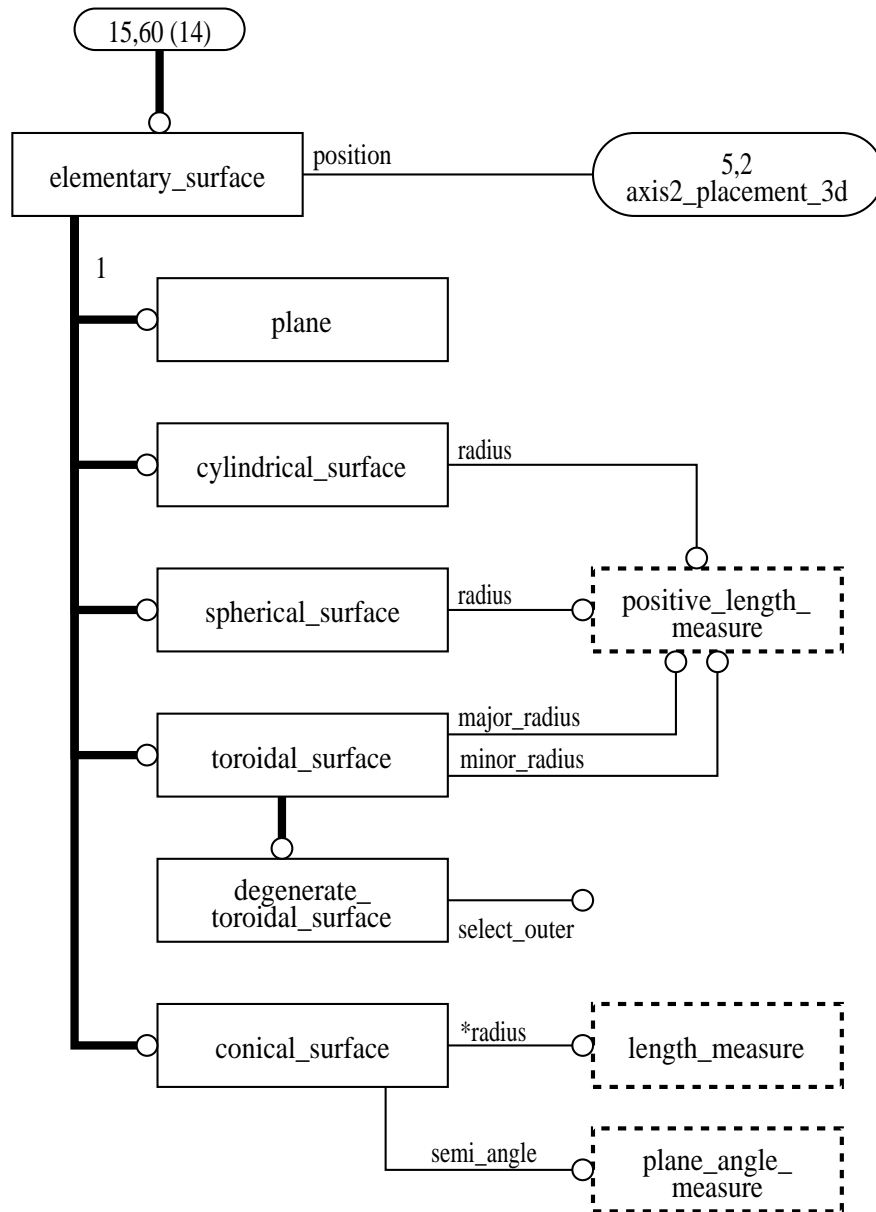 15,60 (14)
elementary_surface
position
5,2
axis2_placement_3d
1
plane
cylindrical_surface
radius
spherical_surface
radius
positive_length_
measure
toroidal_surface
major_radius
minor_radius
degenerate_
toroidal_surface
select_outer
conical_surface
*radius
length_measure
semi_angle
plane_angle_
measure